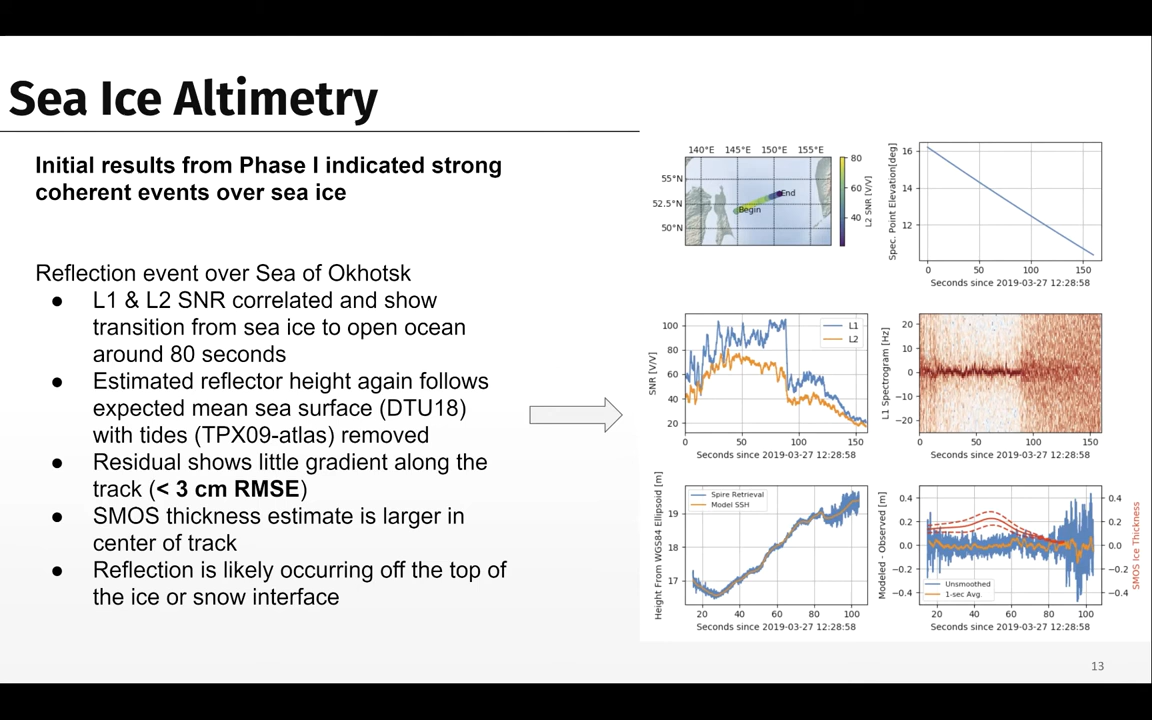 Sea Ice Altimetry
Initial results from Phase I indicated strong
coherent events over sea ice
Reflection event over Sea of Okhotsk
● L1 & L2 SNR correlated and show
transition from sea ice to open ocean
around 80 seconds
● Estimated reflector height again follows
expected mean sea surface (DTU18)
with tides (TPX09-atlas) removed
● Residual shows little gradient along the
track (< 3 cm RMSE)
● SMOS thickness estimate is larger in
center of track
● Reflection is likely occurring off the top of
the ice or snow interface
140°E 145°E 150°E 155°E
55°N
52.5°N
50°N
Begin
End
80
60
40
L2 SNR [V/V]
Spec. Point Elevation[deg]
16
14
12
0 50 100 150
Seconds since 2019-03-27 12:28:58
SNR [V/V]
100
80
60
40
20
L1
L2
0 50 100 150
Seconds since 2019-03-27 12:28:58
L1 Spectrogram [Hz]
20
10
0
−10
−20
0 50 100 150
Seconds since 2019-03-27 12:28:58
Height From WGS84 Ellipsoid [m]
19
18
17
Spire Retrieval
Model SSH
20 40 60 80 100
Seconds since 2019-03-27 12:28:58
Modeled - Observed [m]
0.4
0.2
0.0
−0.2
−0.4
Unsmoothed
1-sec Avg.
0.4
0.2
0.0
−0.2
−0.4
SMOS Ice Thickness
20 40 60 80 100
Seconds since 2019-03-27 12:28:58
13